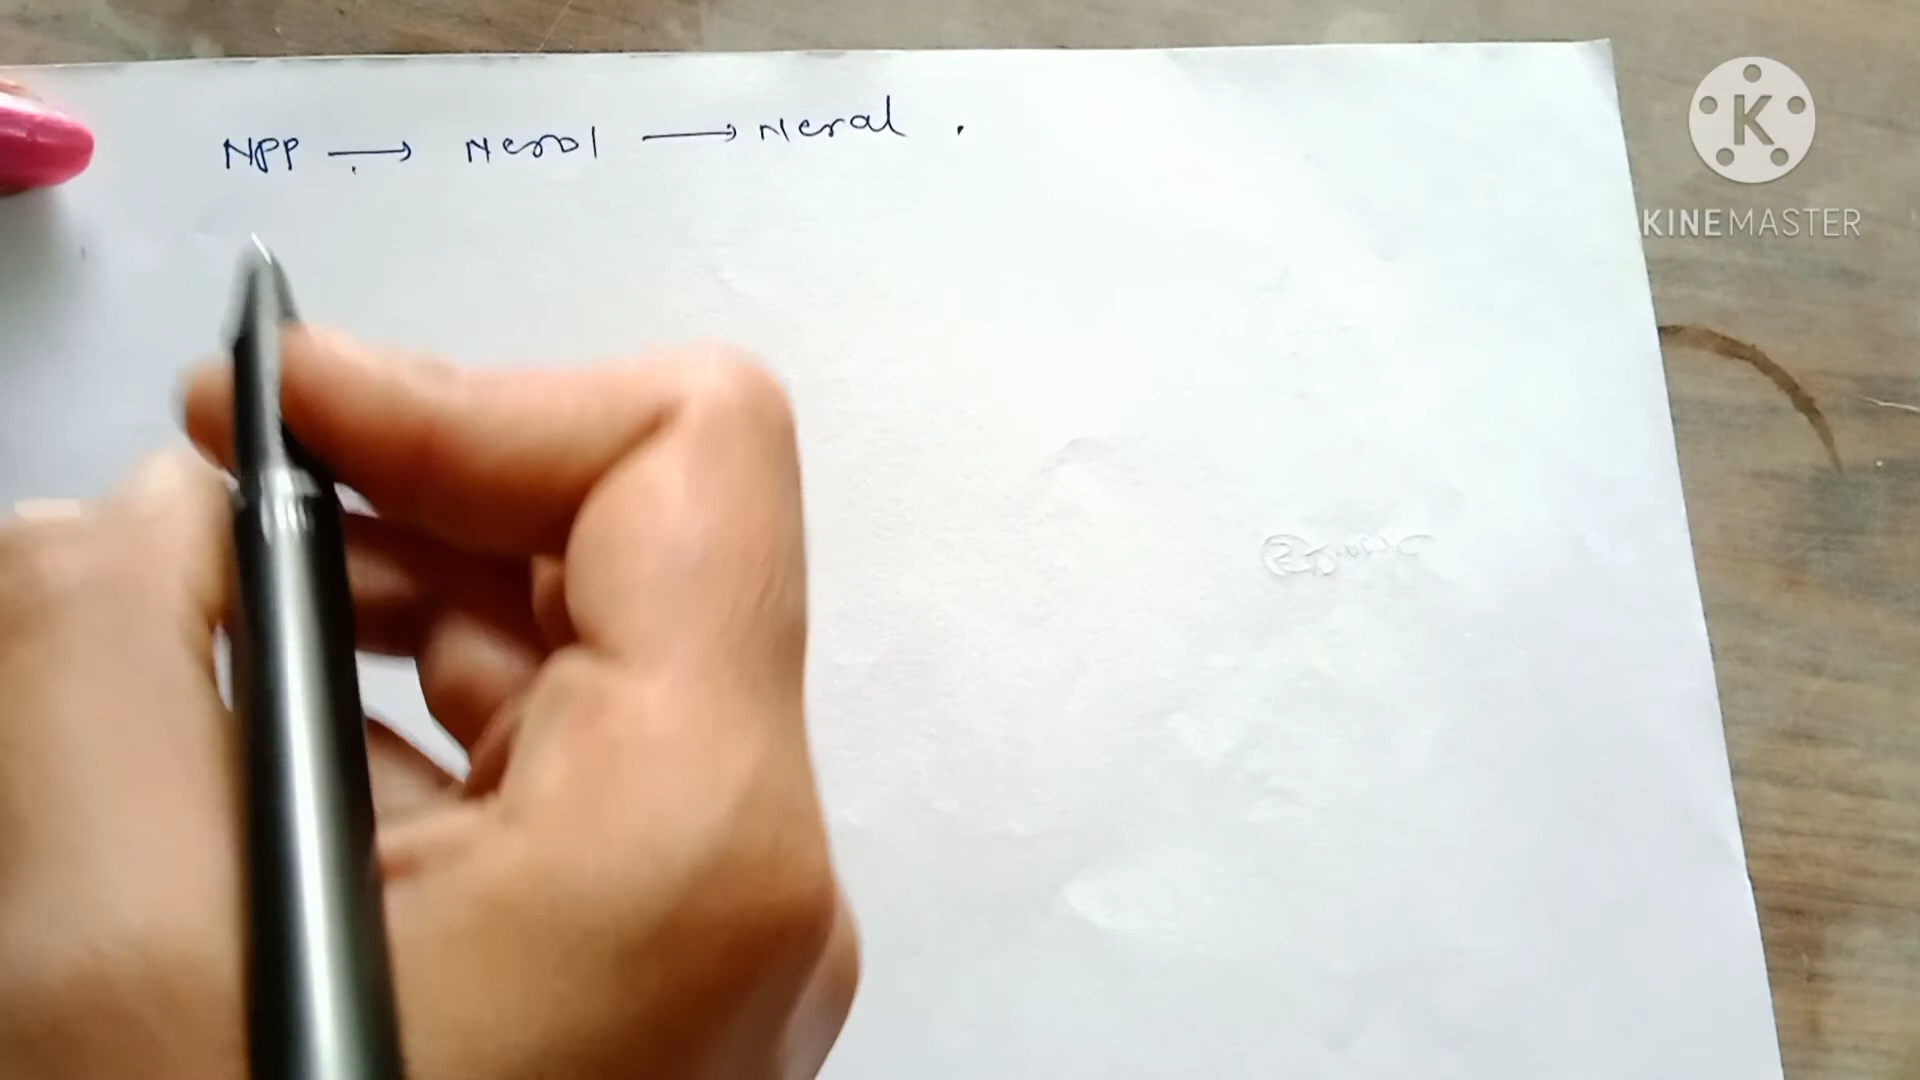 NPP → Nerol → Neral .
K
KINEMASTER